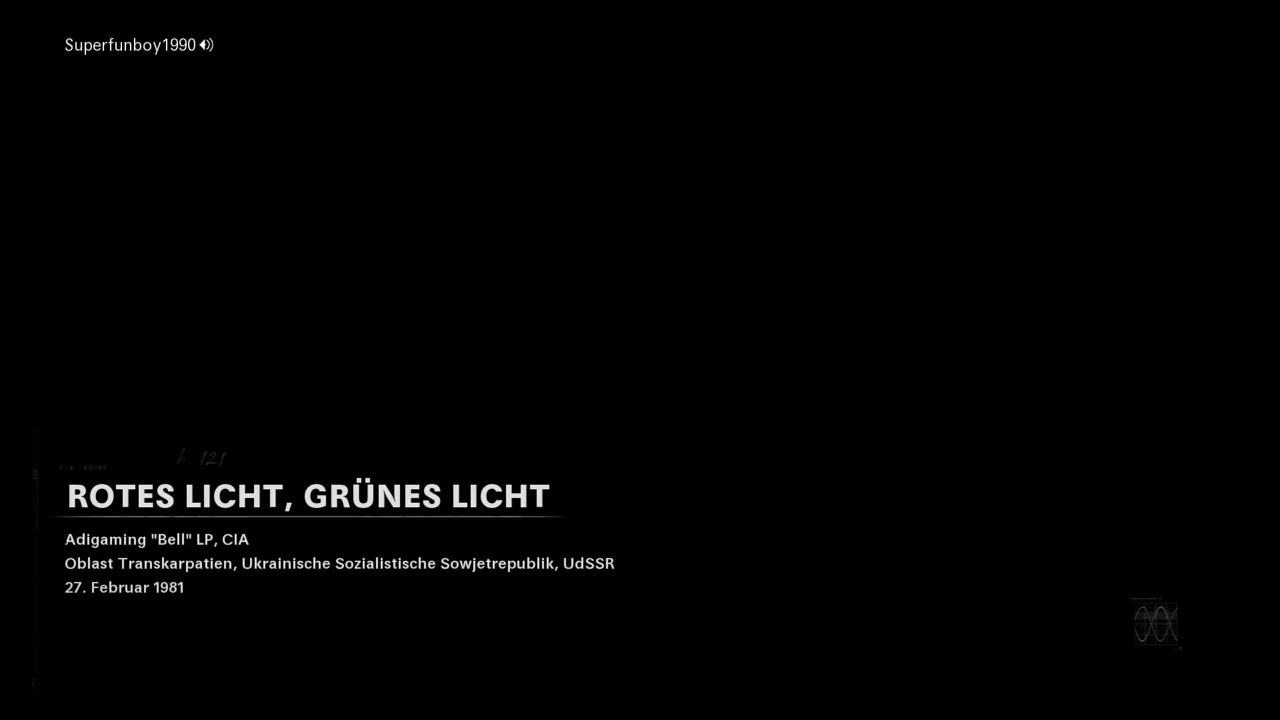 Superfunboy1990
ROTES LICHT, GRÜNES LICHT
Adigaming "Bell" LP, CIA
Oblast Transkarpatien, Ukrainische Sozialistische Sowjetrepublik, UdSSR
27. Februar 1981